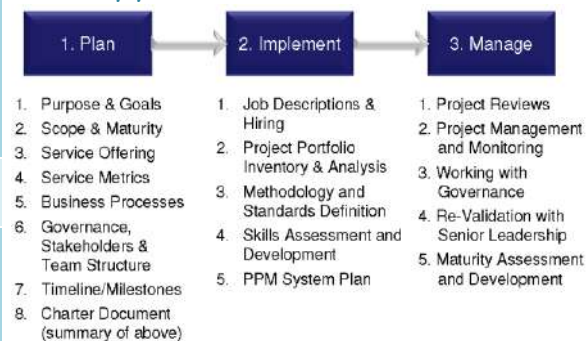 1. Plan
2. Implement
3. Manage
1. Purpose & Goals
2. Scope & Maturity
3. Service Offering
4. Service Metrics
5. Business Processes
6. Governance,
Stakeholders &
Team Structure
7. Timeline/Milestones
8. Charter Document
(summary of above)
1. Job Descriptions &
Hiring
2. Project Portfolio
Inventory & Analysis
3. Methodology and
Standards Definition
4. Skills Assessment and
Development
5. PPM System Plan
1. Project Reviews
2. Project Management
and Monitoring
3. Working with
Governance
4. Re-Validation with
Senior Leadership
5. Maturity Assessment
and Development